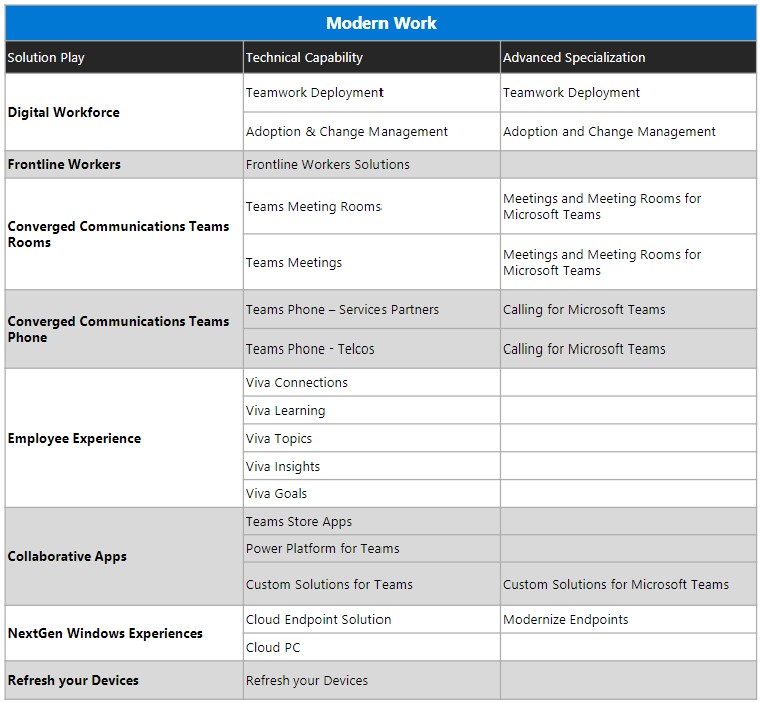 Modern Work
Solution Play Technical Capability Advanced Specialization
Digital Workforce
Teamwork Deployment Teamwork Deployment
Adoption & Change Management Adoption and Change Management
Frontline Workers Frontline Workers Solutions
Converged Communications Teams
Rooms
Teams Meeting Rooms
Meetings and Meeting Rooms for
Microsoft Teams
Teams Meetings
Meetings and Meeting Rooms for
Microsoft Teams
Converged Communications Teams
Phone
Teams Phone – Services Partners Calling for Microsoft Teams
Teams Phone - Telcos Calling for Microsoft Teams
Employee Experience
Viva Connections
Viva Learning
Viva Topics
Viva Insights
Viva Goals
Collaborative Apps
Teams Store Apps
Power Platform for Teams
Custom Solutions for Teams Custom Solutions for Microsoft Teams
NextGen Windows Experiences
Cloud Endpoint Solution Modernize Endpoints
Cloud PC
Refresh your Devices Refresh your Devices